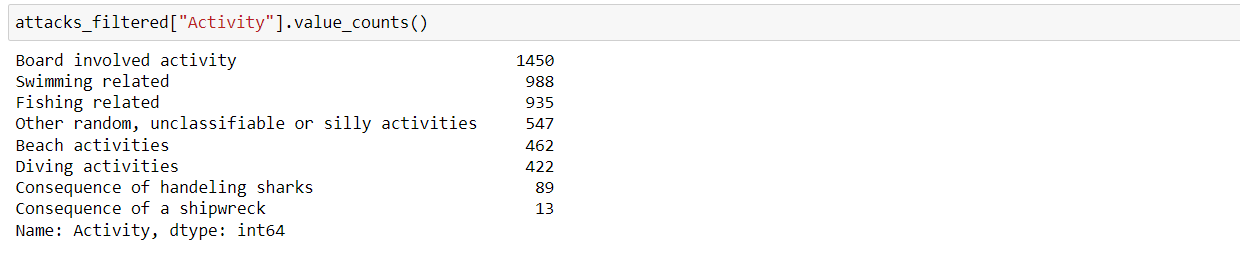 attacks_filtered["Activity"].value_counts()
Board involved activity 1450
Swimming related 988
Fishing related 935
Other random, unclassifiable or silly activities 547
Beach activities 462
Diving activities 422
Consequence of handeling sharks 89
Consequence of a shipwreck 13
Name: Activity, dtype: int64